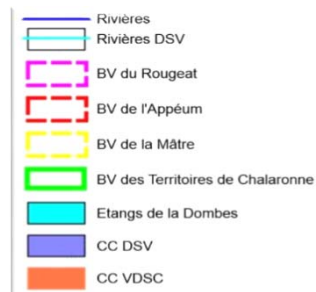 Rivières
Rivières DSV
BV du Rougeat
BV de l'Appéum
BV de la Mâtre
BV des Territoires de Chalaronne
Etangs de la Dombes
CC DSV
CC VDSC